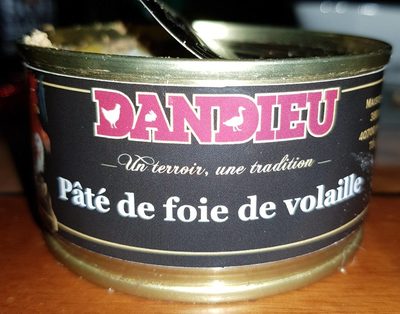 DANDIEU
Un terroir, une tradition
Pâté de foie de volaille